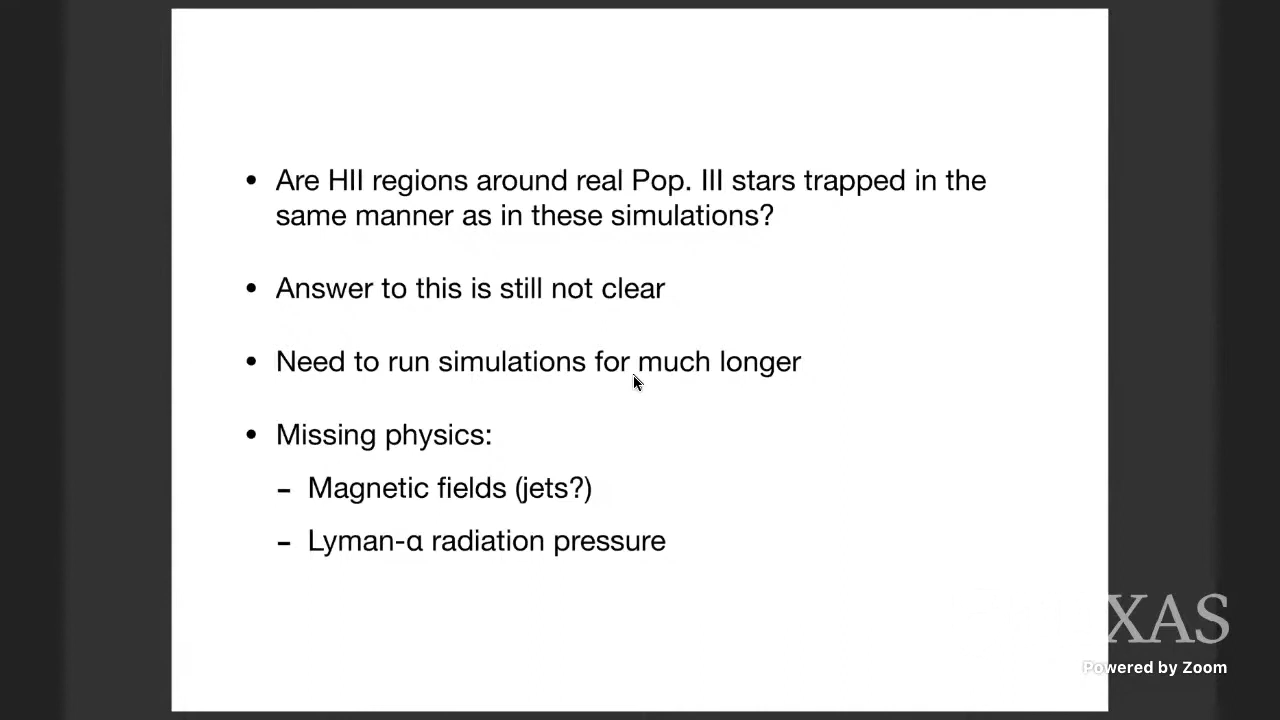 • Are HII regions around real Pop. III stars trapped in the
same manner as in these simulations?
• Answer to this is still not clear
• Need to run simulations for much longer
• Missing physics:
– Magnetic fields (jets?)
– Lyman-α radiation pressure
XAS
Powered by Zoom